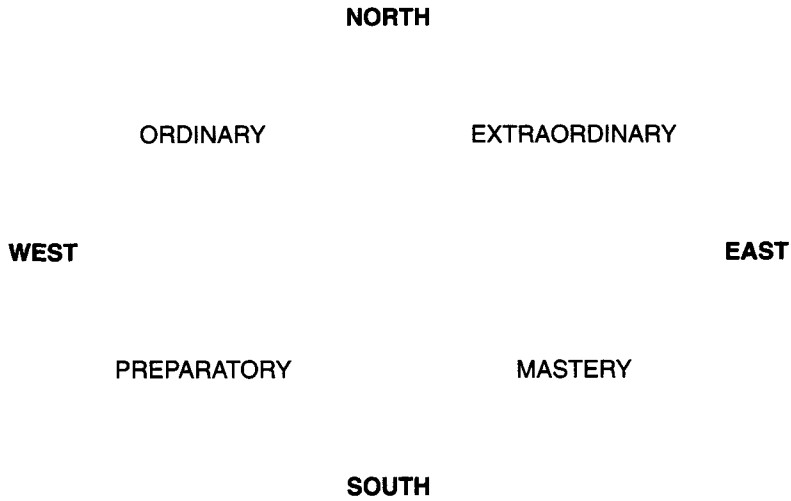 NORTH
ORDINARY EXTRAORDINARY
WEST EAST
PREPARATORY MASTERY
SOUTH